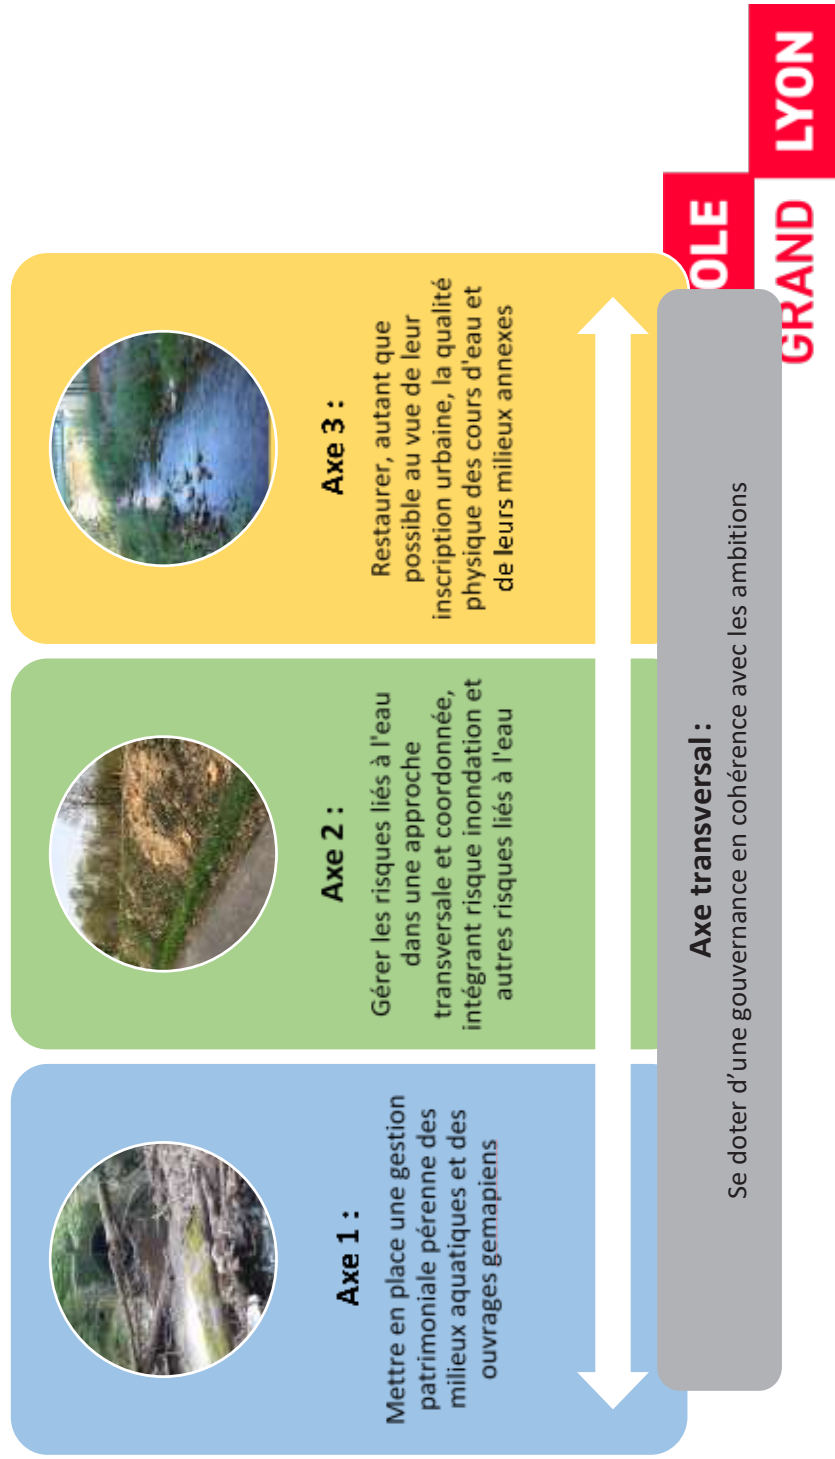 Axe 1 :
Mettre en place une gestion
patrimoniale pérenne des
milieux aquatiques et des
ouvrages gemapiens
Axe 2 :
Gérer les risques liés à l'eau
dans une approche
transversale et coordonnée,
intégrant risque inondation et
autres risques liés à l'eau
Axe 3 :
Restaurer, autant que
possible au vue de leur
inscription urbaine, la qualité
physique des cours d'eau et
de leurs milieux annexes
Axe transversal :
Se doter d’une gouvernance en cohérence avec les ambitions
OLE
GRAND LYON